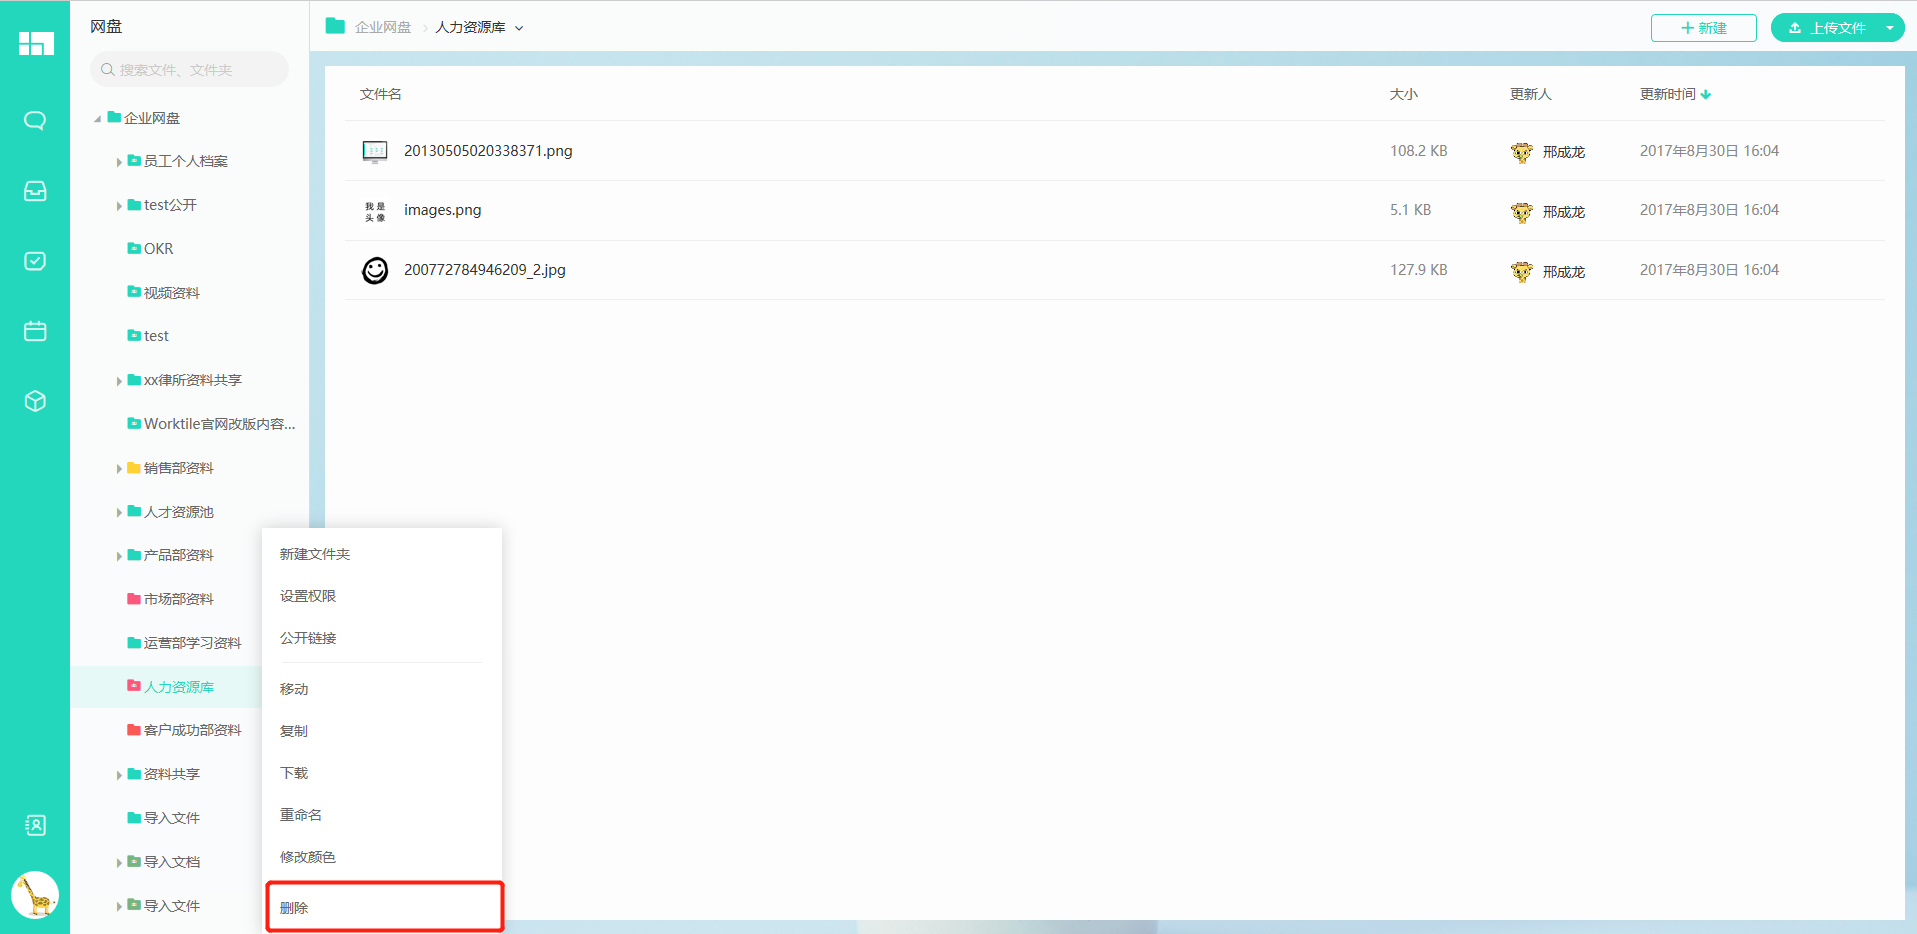 网盘
搜索文件、文件夹
企业网盘
员工个人档案
test公开
OKR
视频资料
test
xx律所资料共享
Worktile官网改版内容...
销售部资料
人才资源池
产品部资料
市场部资料
运营部学习资料
人力资源库
客户成功部资料
资料共享
导入文件
导入文档
导入文件
企业网盘 > 人力资源库
+ 新建
上传文件
文件名 大小 更新人 更新时间
20130505020338371.png 108.2 KB 邢成龙 2017年8月30日 16:04
我是
头像
images.png 5.1 KB 邢成龙 2017年8月30日 16:04
200772784946209_2.jpg 127.9 KB 邢成龙 2017年8月30日 16:04
新建文件夹
设置权限
公开链接
移动
复制
下载
重命名
修改颜色
删除